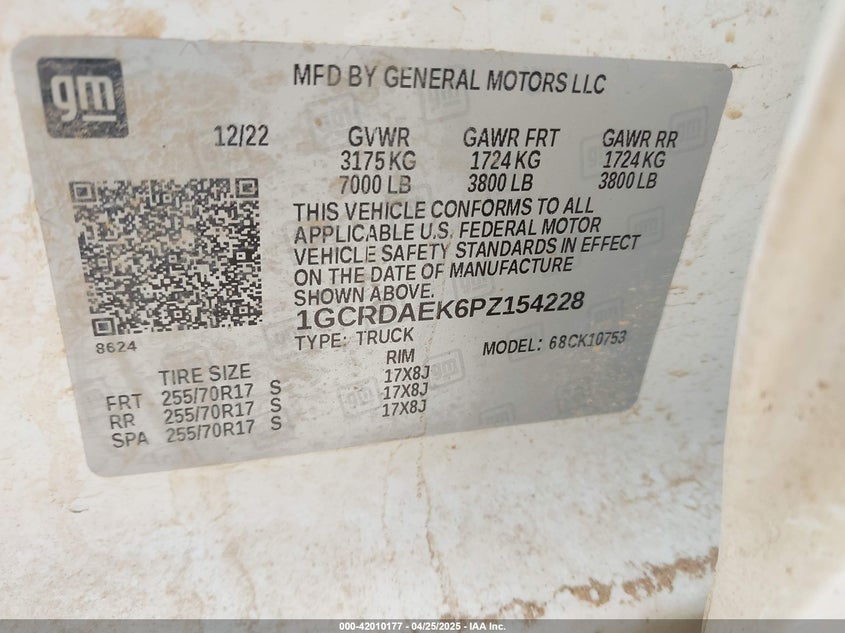 gm
MFD BY GENERAL MOTORS LLC
12/22 GVWR GAWR FRT GAWR RR
3175 KG 1724 KG 1724 KG
7000 LB 3800 LB 3800 LB
THIS VEHICLE CONFORMS TO ALL
APPLICABLE U.S. FEDERAL MOTOR
VEHICLE SAFETY STANDARDS IN EFFECT
ON THE DATE OF MANUFACTURE
SHOWN ABOVE.
1GCRDAEK6PZ154228
8624
TYPE: TRUCK MODEL: 68CK10753
TIRE SIZE RIM
FRT 255/70R17 S 17X8J
RR 255/70R17 S 17X8J
SPA 255/70R17 S 17X8J
000-42010177 - 04/25/2025 - IAA Inc.